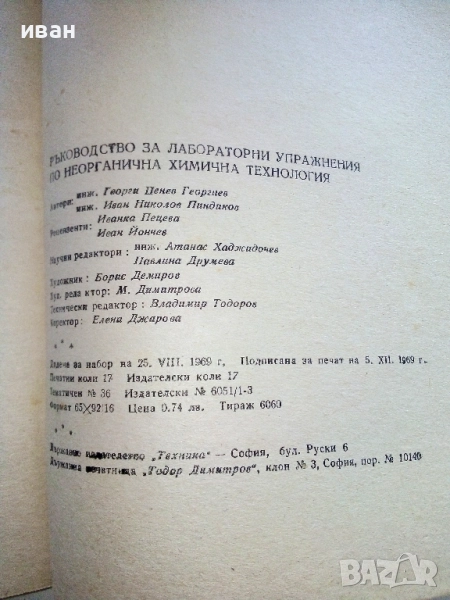 иван
РЪКОВОДСТВО ЗА ЛАБОРАТОРНИ УПРАЖНЕНИЯ
ПО НЕОРГАНИЧНА ХИМИЧНА ТЕХНОЛОГИЯ
Автори: инж. Георги Пенев Георгиев
инж. Иван Николов Пиндиков
Рецензенти: Иванка Пецева
Иван Йончев
Научни редактори: инж. Атанас Хаджидочев
Павлина Друмева
Художник: Борис Демиров
Худ. редактор: М. Димитрова
Технически редактор: Владимир Тодоров
Коректор: Елена Джарова
* * *
Дадена за набор на 25. VIII. 1969 г. Подписана за печат на 5. XII. 1969 г.
Печатни коли 17 Издателски коли 17
Тематичен № 36 Издателски № 6051/1-3
Формат 65×92/16 Цена 0.74 лв. Тираж 6069
* * *
Държавно издателство „Техника“ — София, бул. Руски 6
Държавна печатница „Тодор Димитров“, клон № 3, София, пор. № 10140
BAZAR